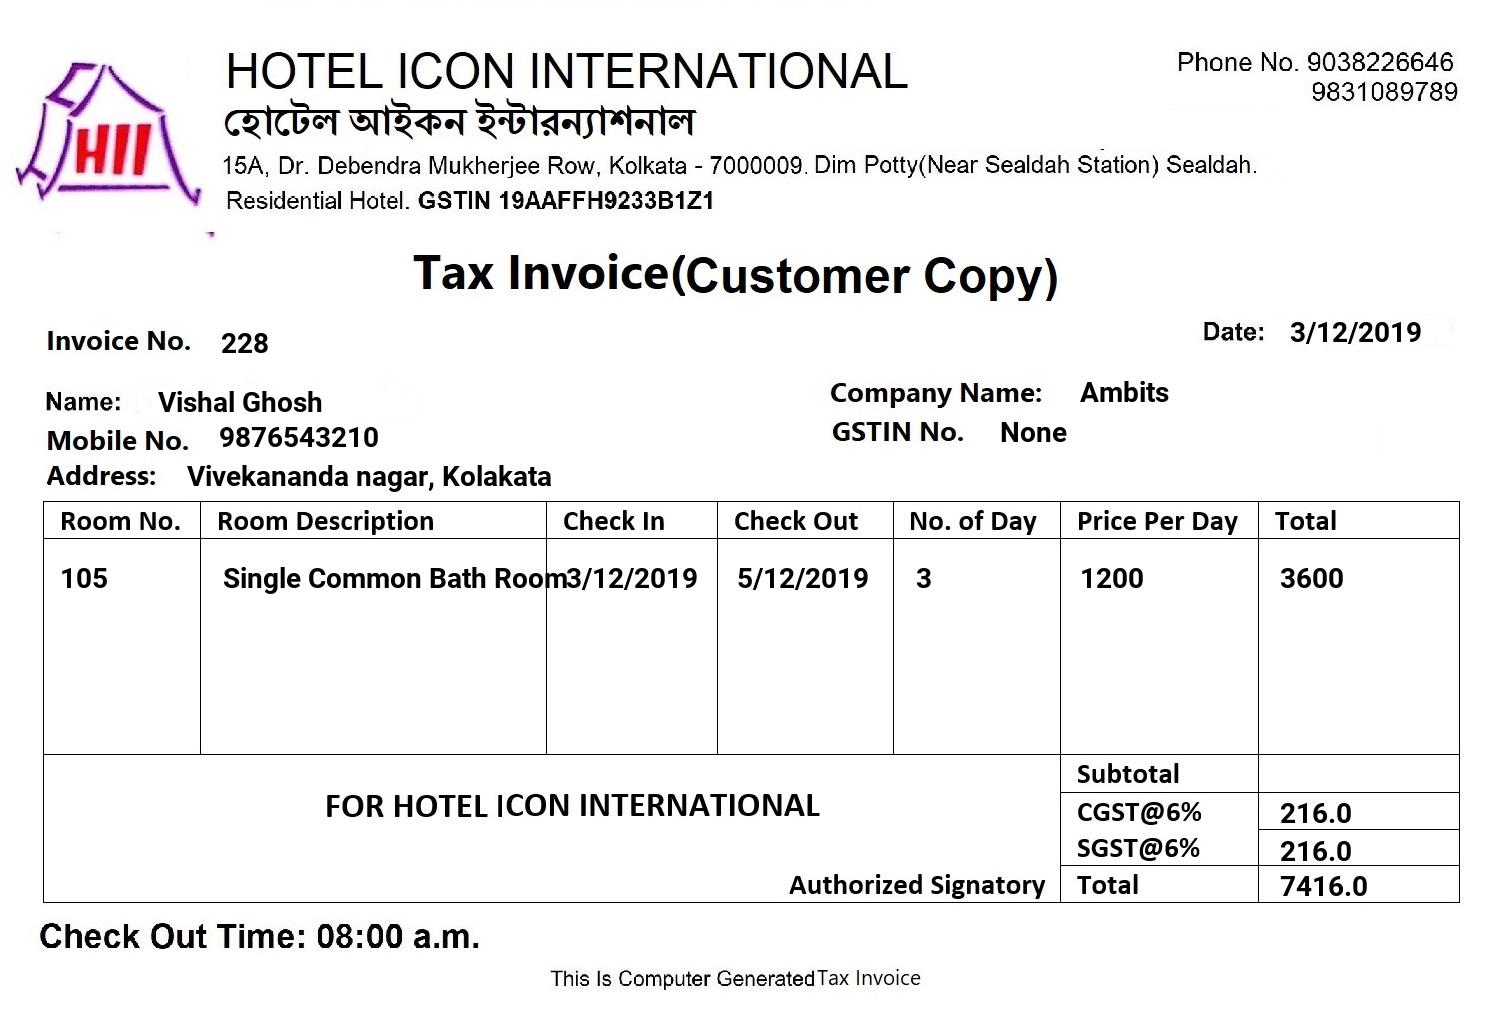 HII
HOTEL ICON INTERNATIONAL
Phone No. 9038226646
9831089789
হোটেল আইকন ইন্টারন্যাশনাল
15A, Dr. Debendra Mukherjee Row, Kolkata - 7000009. Dim Potty(Near Sealdah Station) Sealdah.
Residential Hotel. GSTIN 19AAFFH9233B1Z1
Tax Invoice(Customer Copy)
Invoice No. 228
Date: 3/12/2019
Name: Vishal Ghosh
Company Name: Ambits
Mobile No. 9876543210
GSTIN No. None
Address: Vivekananda nagar, Kolakata
Room No. Room Description Check In Check Out No. of Day Price Per Day Total
105 Single Common Bath Room 3/12/2019 5/12/2019 3 1200 3600
Subtotal
FOR HOTEL ICON INTERNATIONAL
CGST@6% 216.0
SGST@6% 216.0
Authorized Signatory Total 7416.0
Check Out Time: 08:00 a.m.
This Is Computer Generated Tax Invoice